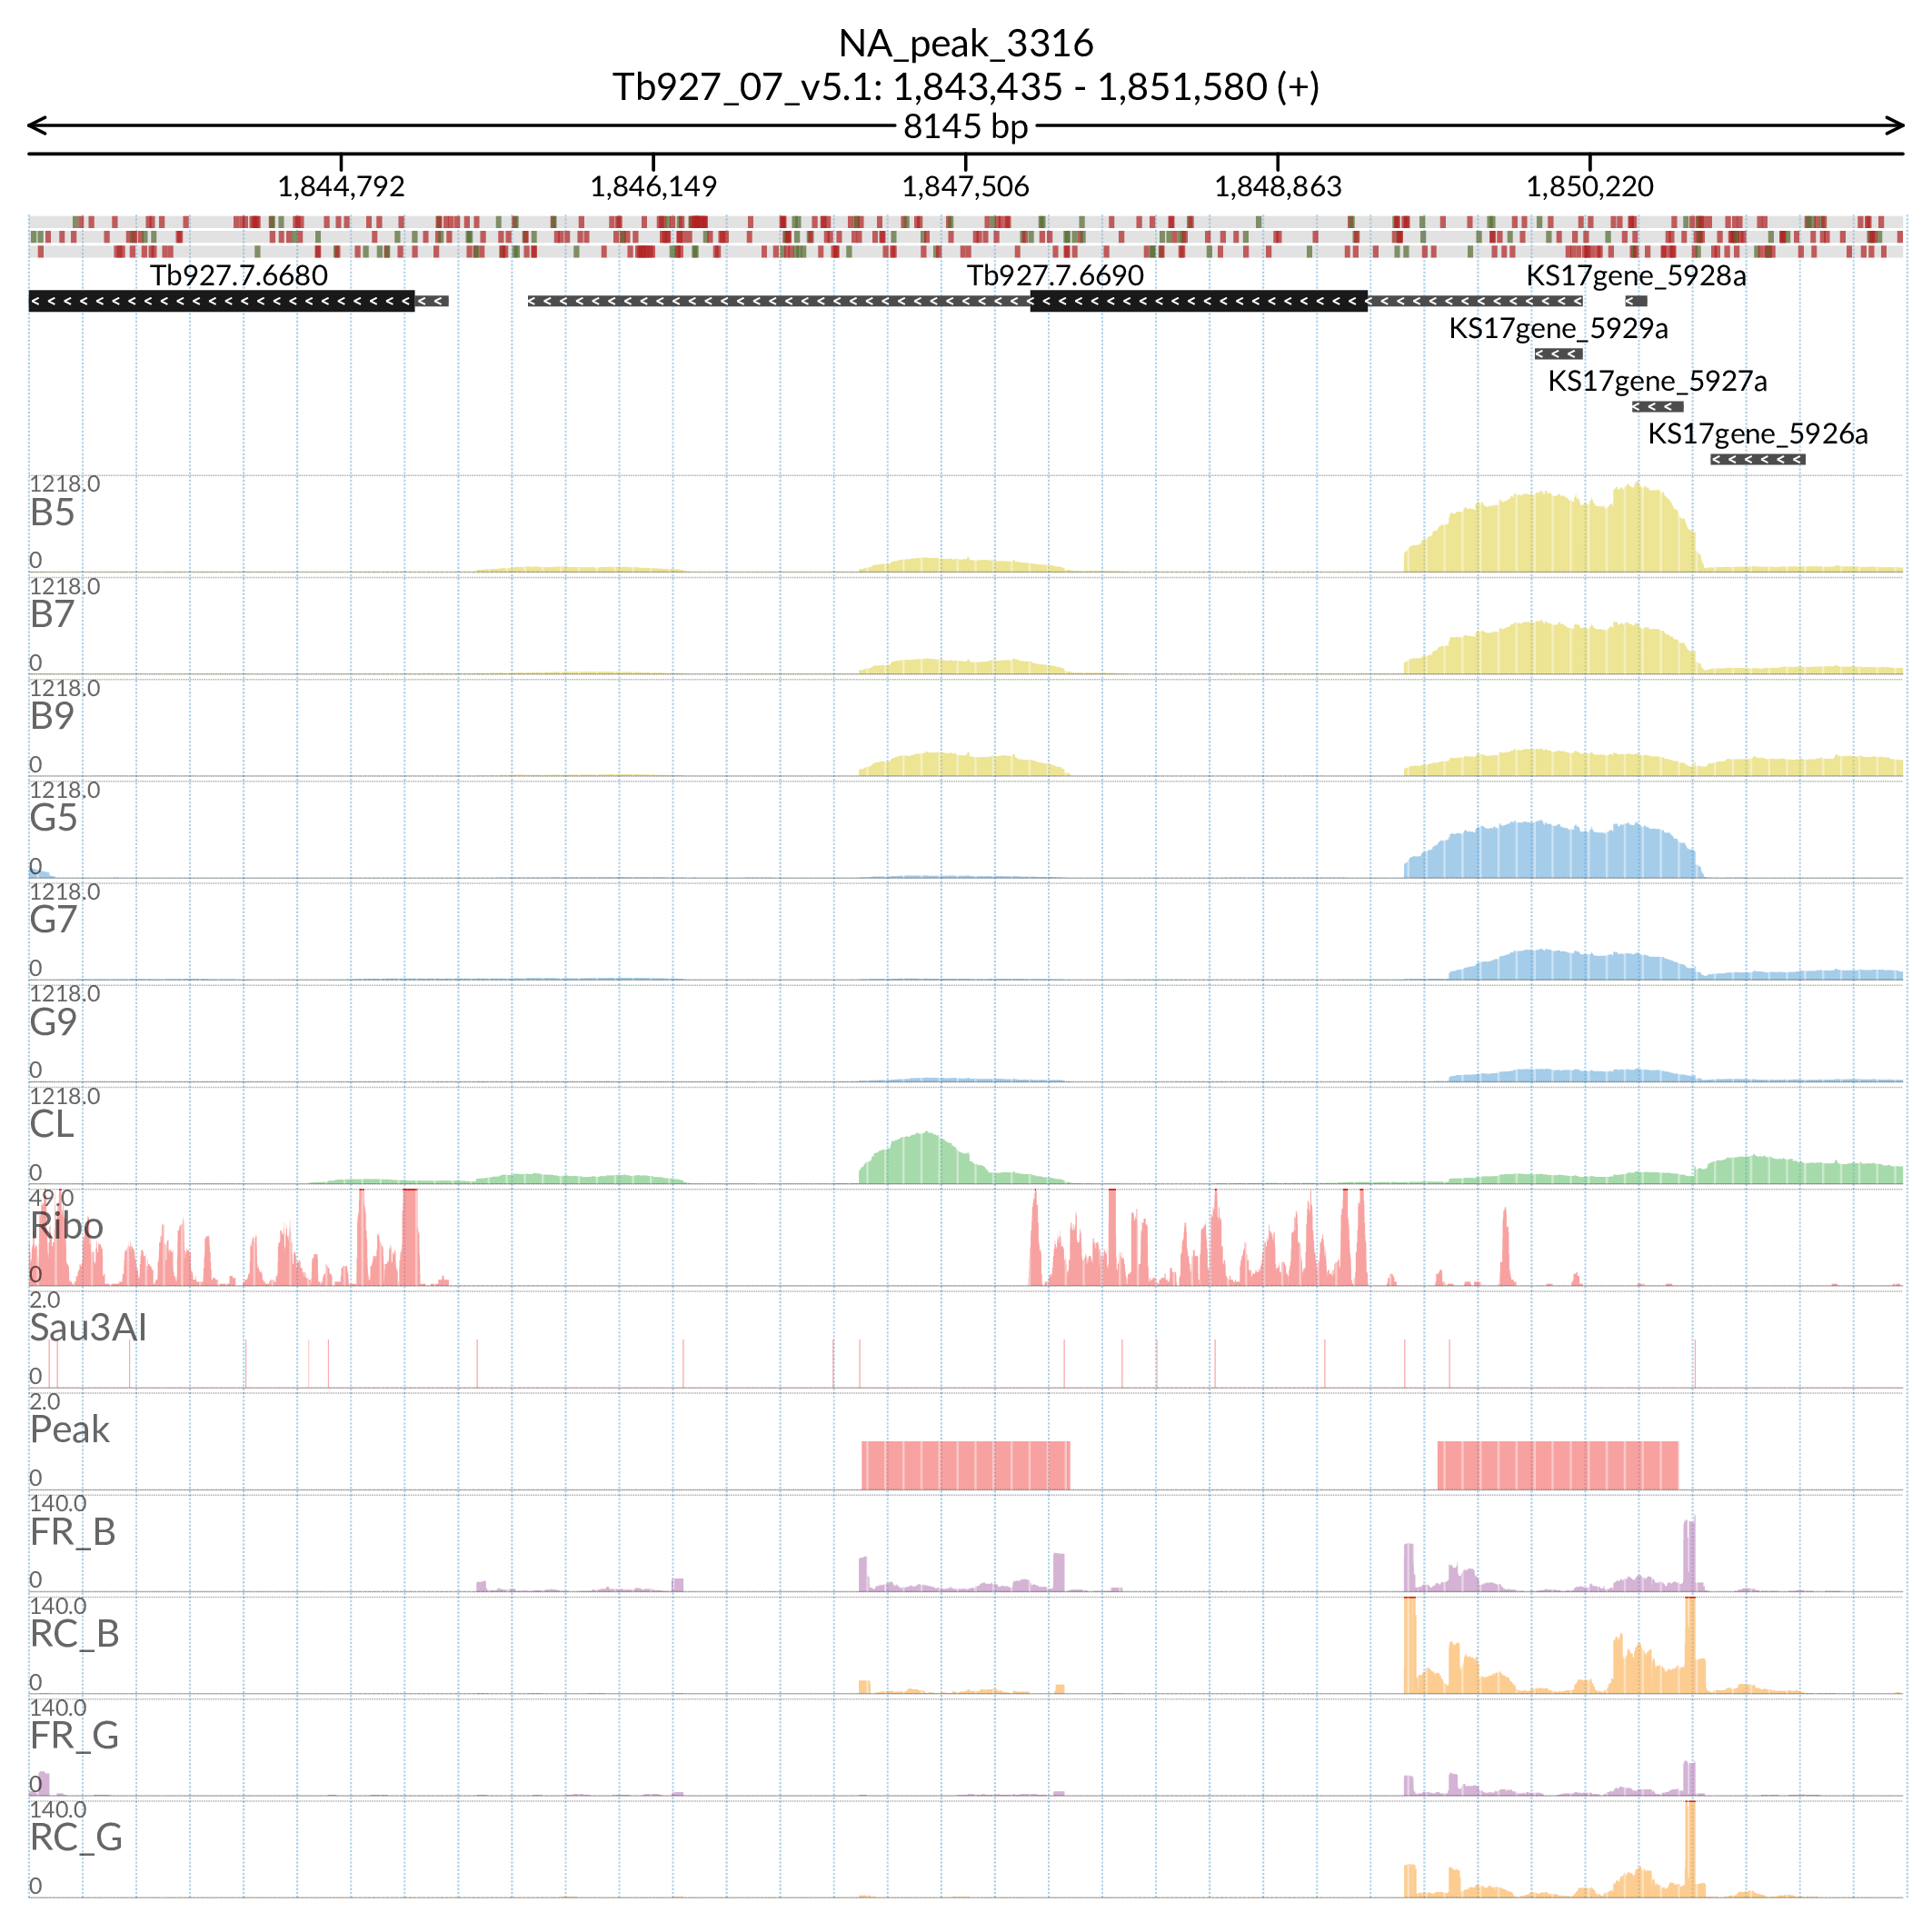 NA_peak_3316
Tb927_07_v5.1: 1,843,435 - 1,851,580 (+)
8145 bp
1,844,792 1,846,149 1,847,506 1,848,863 1,850,220
Tb927.7.6680 Tb927.7.6690 KS17gene_5928a
KS17gene_5929a
KS17gene_5927a
KS17gene_5926a
1218.0
B5
0
1218.0
B7
0
1218.0
B9
0
1218.0
G5
0
1218.0
G7
0
1218.0
G9
0
1218.0
CL
0
49.0
Ribo
0
2.0
Sau3AI
0
2.0
Peak
0
140.0
FR_B
0
140.0
RC_B
0
140.0
FR_G
0
140.0
RC_G
0